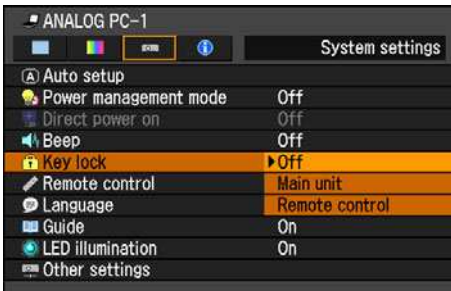 ANALOG PC-1
System settings
A Auto setup
Power management mode Off
Direct power on Off
Beep Off
Key lock Off
Main unit
Remote control Remote control
Language
Guide On
LED illumination On
Other settings